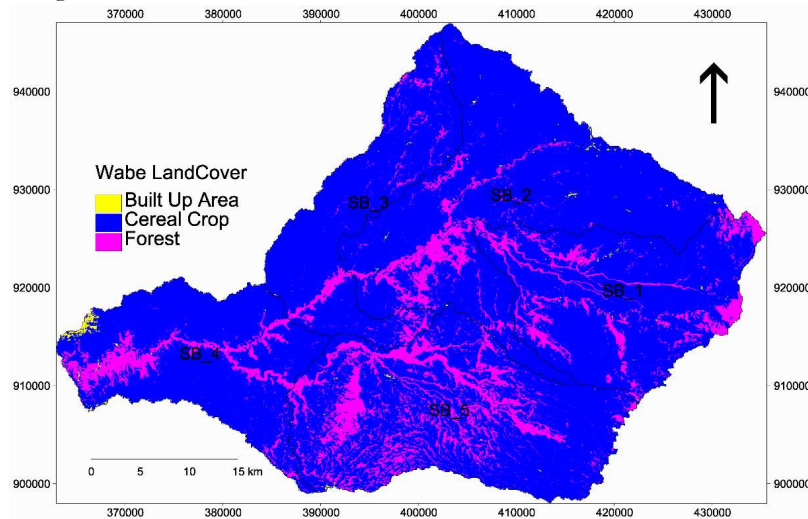 370000 380000 390000 400000 410000 420000 430000
940000 940000
930000 930000
920000 920000
910000 910000
900000 900000
Wabe LandCover
Built Up Area
Cereal Crop
Forest
SB_3
SB_2
SB_1
SB_4
SB_5
0 5 10 15 km
370000 380000 390000 400000 410000 420000 430000